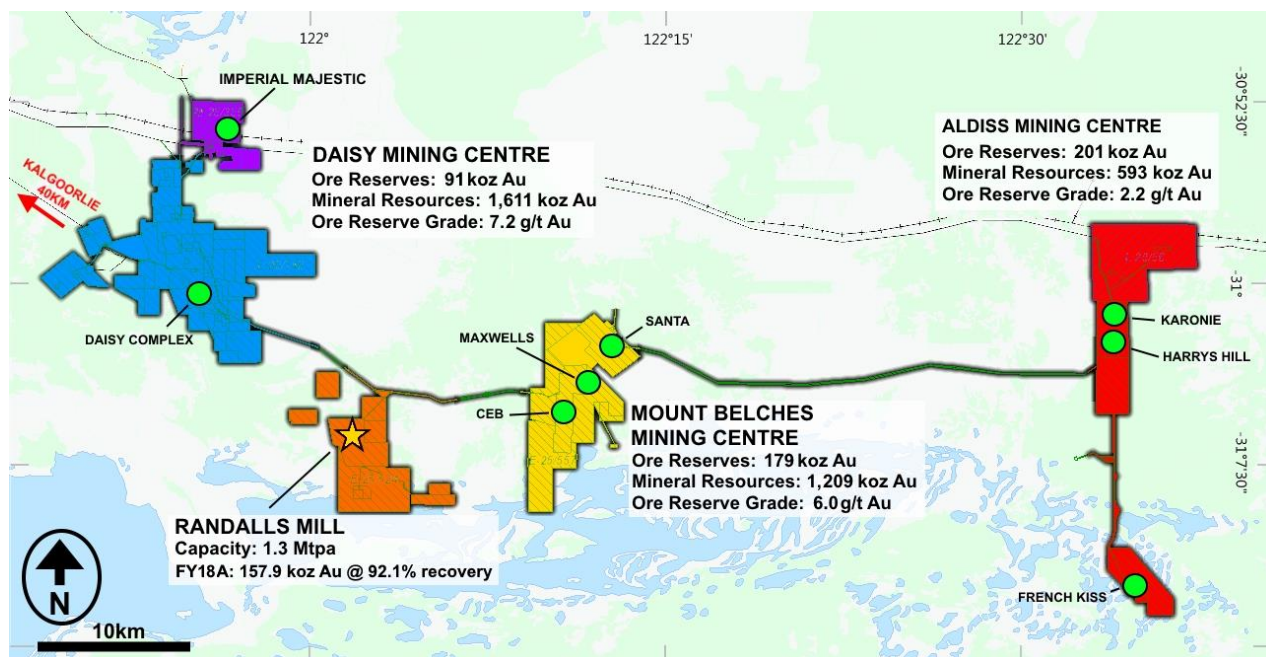 122°
122°15'
122°30'
-30°52'30"
-31°
-31°7'30"
IMPERIAL MAJESTIC
KALGOORLIE
40KM
DAISY MINING CENTRE
Ore Reserves: 91 koz Au
Mineral Resources: 1,611 koz Au
Ore Reserve Grade: 7.2 g/t Au
ALDISS MINING CENTRE
Ore Reserves: 201 koz Au
Mineral Resources: 593 koz Au
Ore Reserve Grade: 2.2 g/t Au
DAISY COMPLEX
MAXWELLS
SANTA
CEB
KARONIE
HARRYS HILL
MOUNT BELCHES
MINING CENTRE
Ore Reserves: 179 koz Au
Mineral Resources: 1,209 koz Au
Ore Reserve Grade: 6.0 g/t Au
RANDALLS MILL
Capacity: 1.3 Mtpa
FY18A: 157.9 koz Au @ 92.1% recovery
FRENCH KISS
N
10km